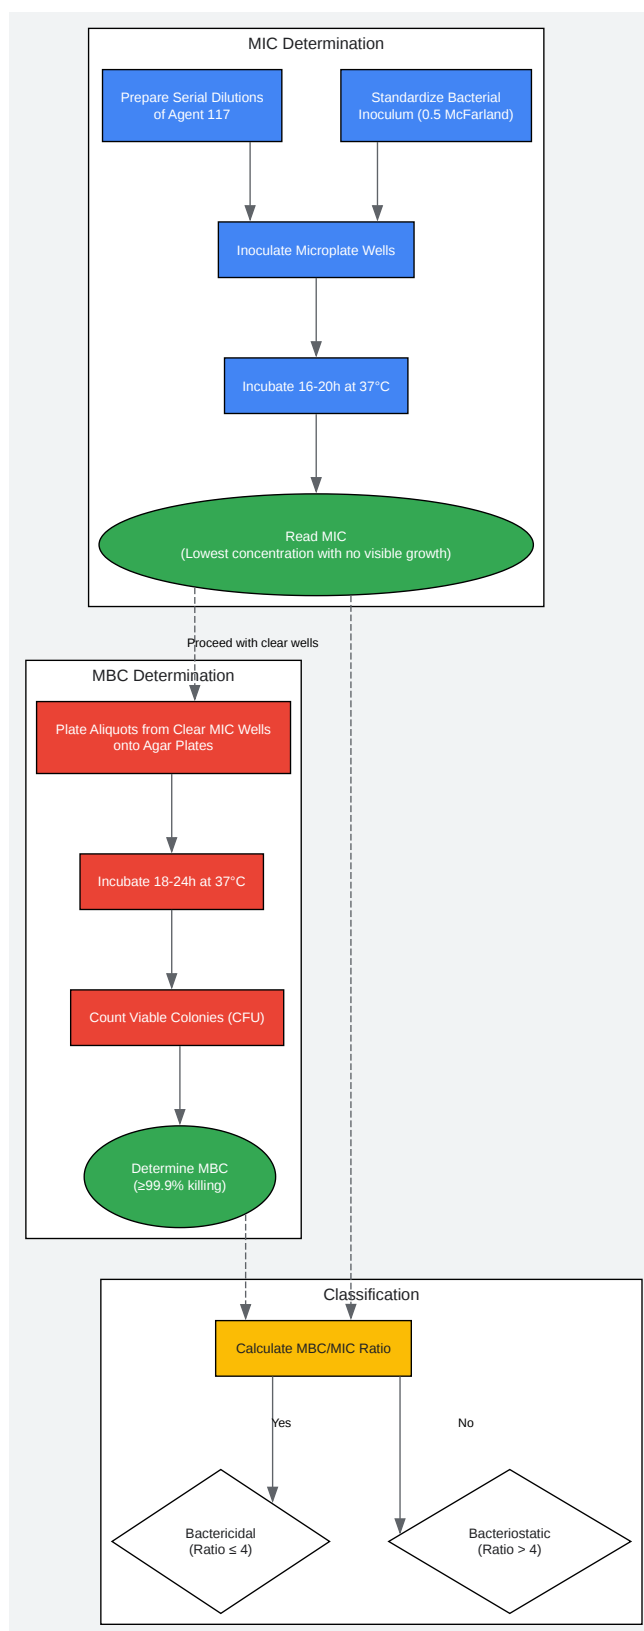 MIC Determination
Prepare Serial Dilutions
of Agent 117
Standardize Bacterial
Inoculum (0.5 McFarland)
Inoculate Microplate Wells
Incubate 16-20h at 37°C
Read MIC
(Lowest concentration with no visible growth)
Proceed with clear wells
MBC Determination
Plate Aliquots from Clear MIC Wells
onto Agar Plates
Incubate 18-24h at 37°C
Count Viable Colonies (CFU)
Determine MBC
(≥99.9% killing)
Classification
Calculate MBC/MIC Ratio
Yes
No
Bactericidal
(Ratio ≤ 4)
Bacteriostatic
(Ratio > 4)